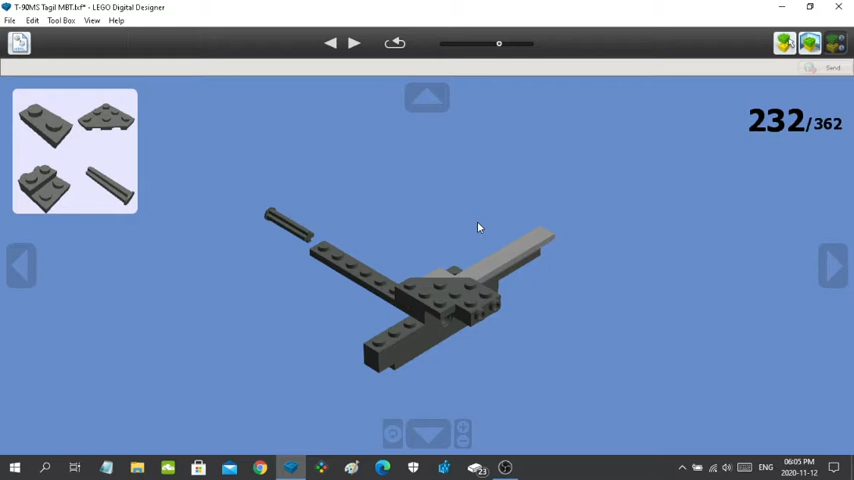 T-90MS Tagil MBT.lxf* - LEGO Digital Designer
File Edit Tool Box View Help
Send
232/362
23
ENG
06:05 PM
2020-11-12